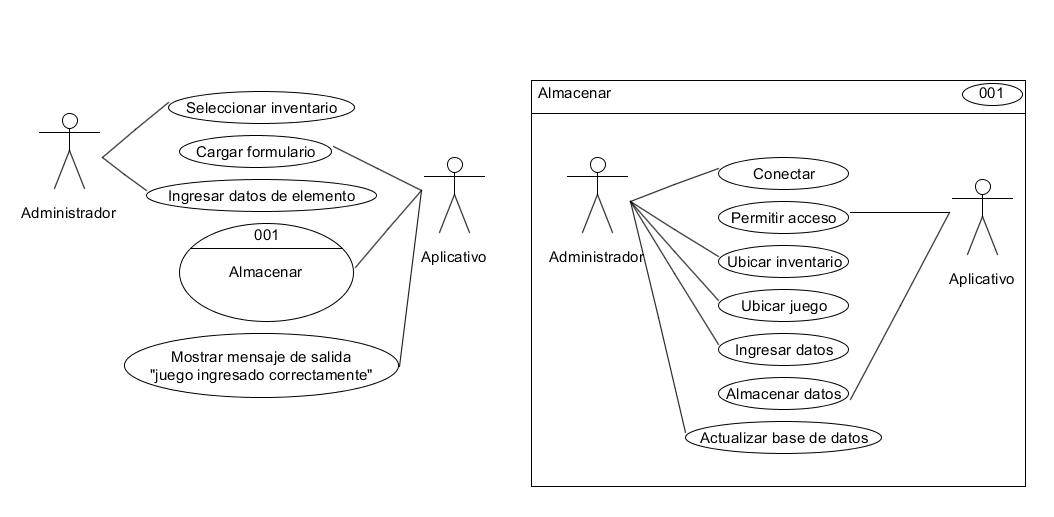 Seleccionar inventario
Cargar formulario
Ingresar datos de elemento
Administrador
001
Almacenar
Aplicativo
Mostrar mensaje de salida
"juego ingresado correctamente"
Almacenar
001
Conectar
Permitir acceso
Administrador
Ubicar inventario
Aplicativo
Ubicar juego
Ingresar datos
Almacenar datos
Actualizar base de datos